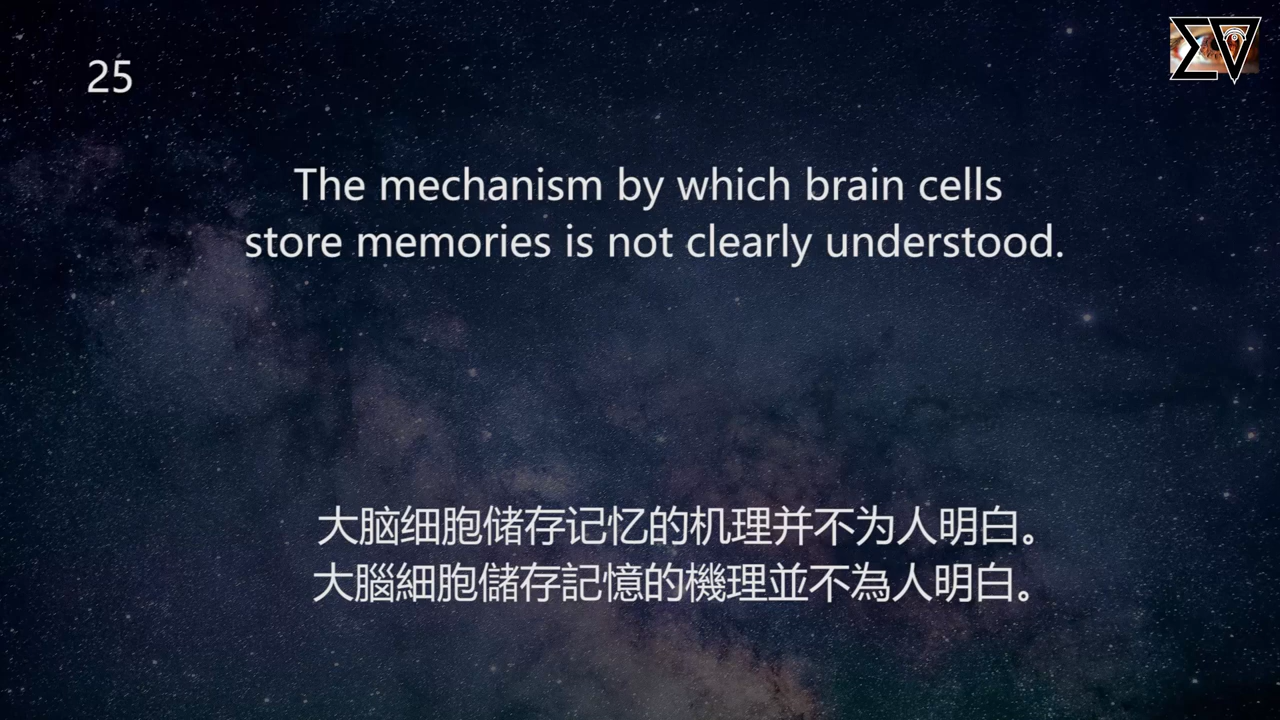 25
The mechanism by which brain cells
store memories is not clearly understood.
大脑细胞储存记忆的机理并不为人明白。
大腦細胞儲存記憶的機理並不為人明白。